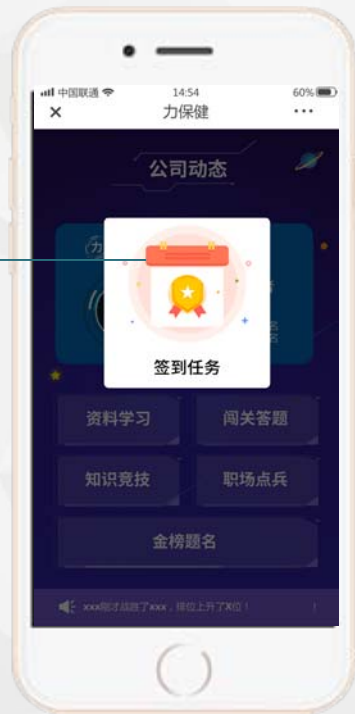 中国联通 14:54 60%
× 力保健 ...
公司动态
力
签到任务
资料学习 闯关答题
知识竞技 职场点兵
金榜题名
xxx刚才战胜了xxx，排位上升了X位！